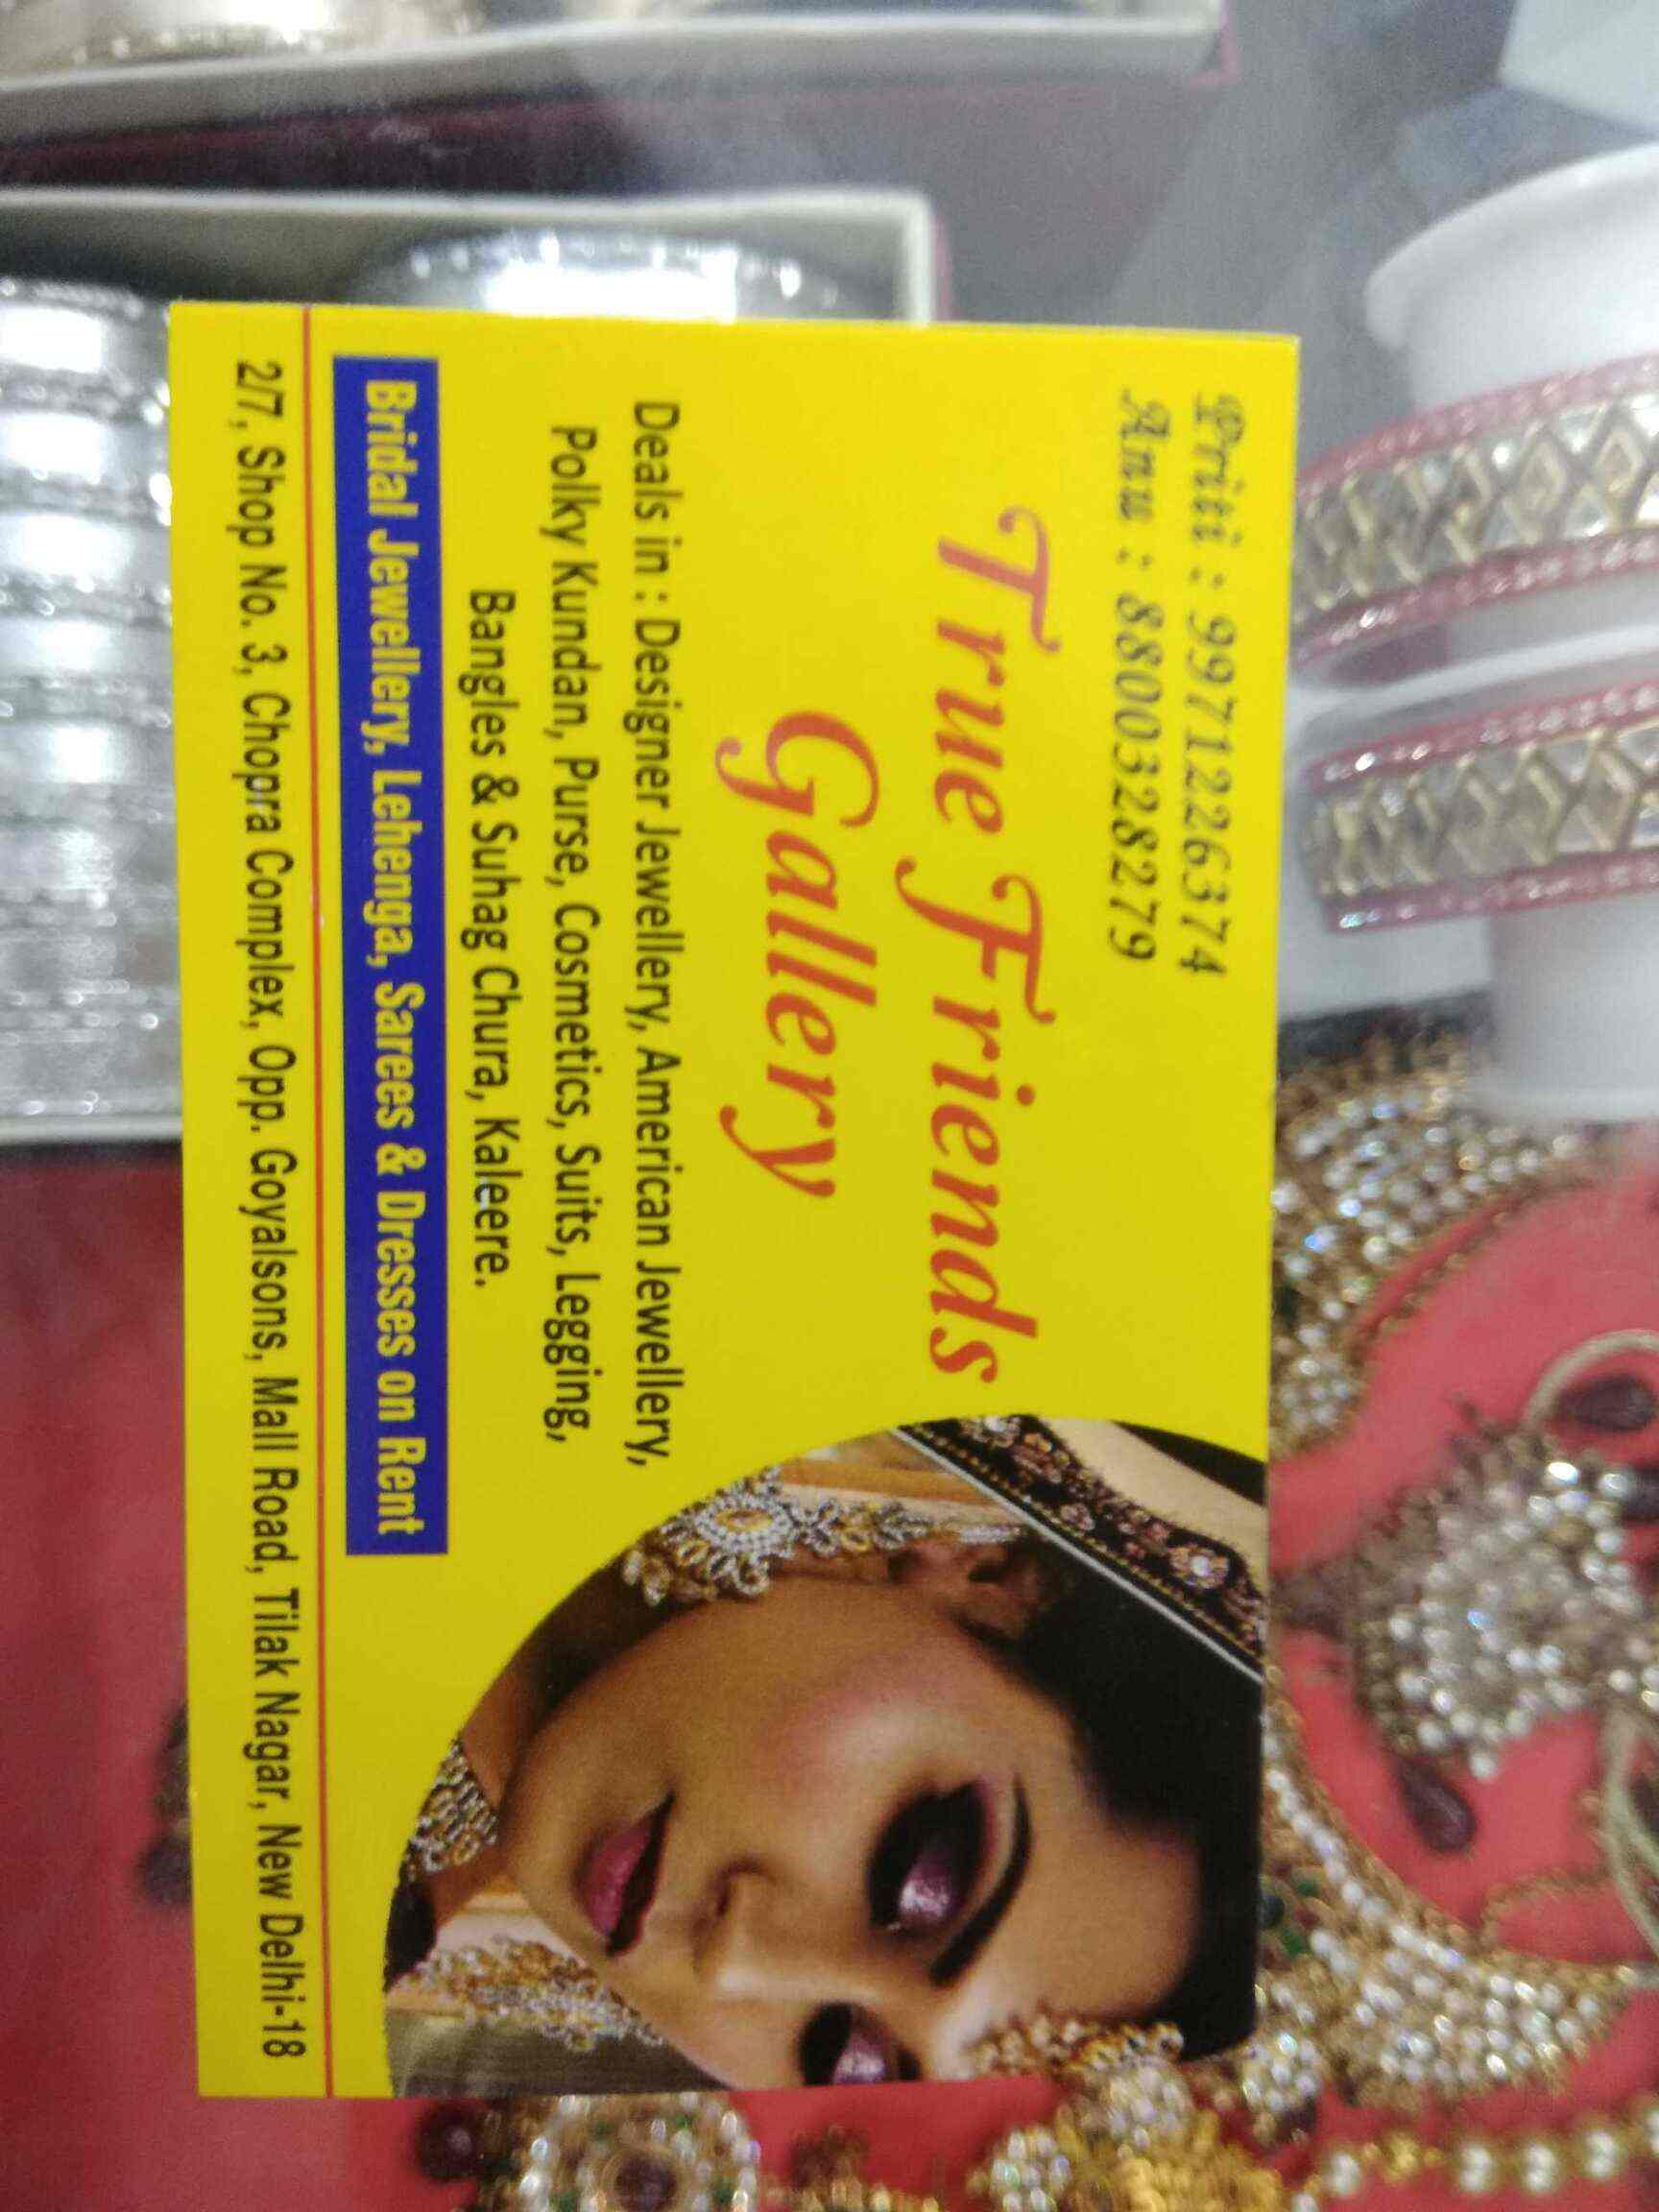 Priti : 9971226374
Anu : 8800328279
True Friends
Gallery
Deals in : Designer Jewellery, American Jewellery,
Polky Kundan, Purse, Cosmetics, Suits, Legging,
Bangles & Suhag Chura, Kaleere.
Bridal Jewellery, Lehenga, Sarees & Dresses on Rent
2/7, Shop No. 3, Chopra Complex, Opp. Goyalsons, Mall Road, Tilak Nagar, New Delhi-18